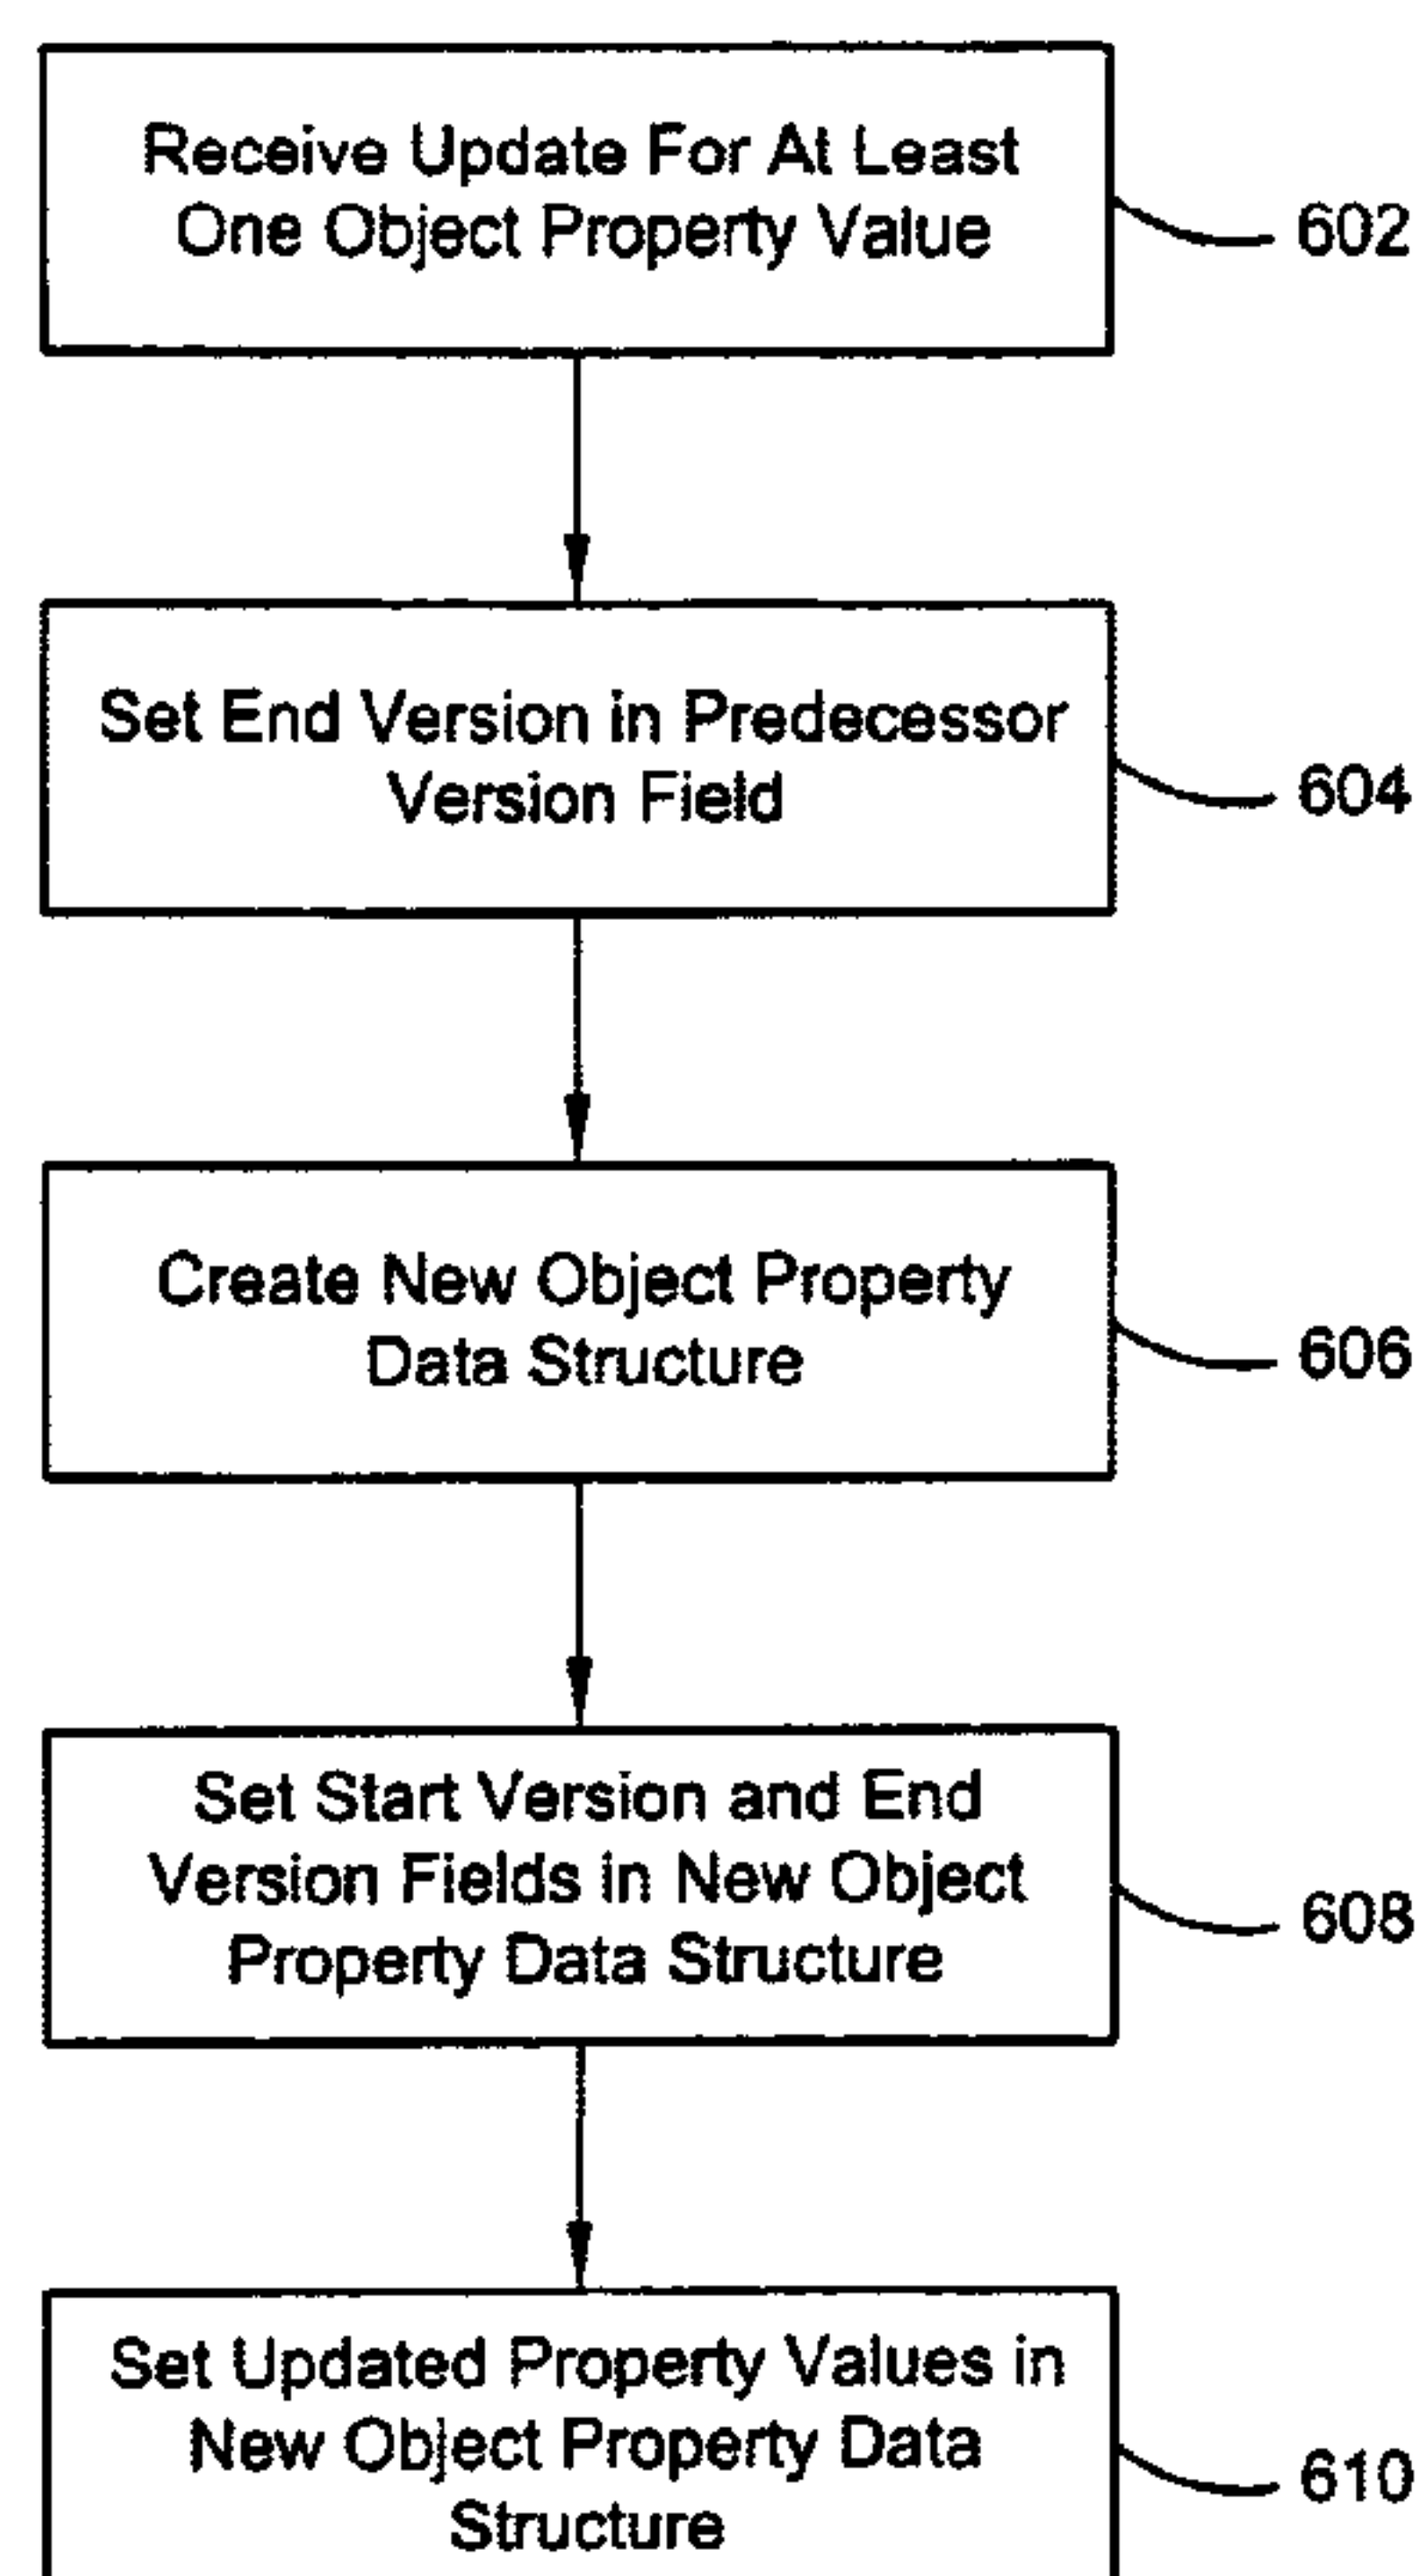 Receive Update For At Least
One Object Property Value
602
Set End Version in Predecessor
Version Field
604
Create New Object Property
Data Structure
606
Set Start Version and End
Version Fields in New Object
Property Data Structure
608
Set Updated Property Values in
New Object Property Data
Structure
610